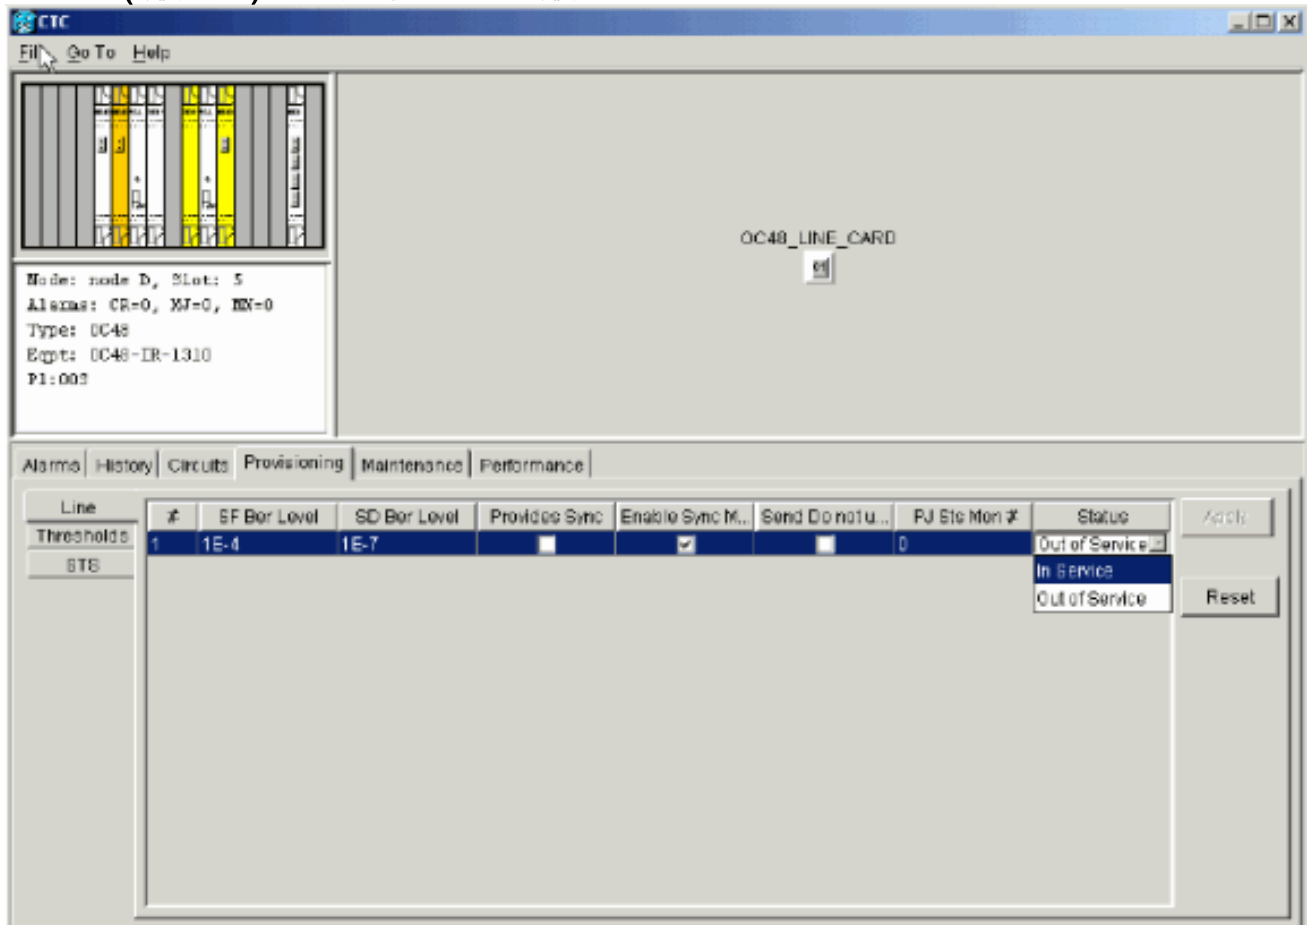 CTC
File Go To Help
OC48_LINE_CARD
Node: node D, Slot: 5
Alarms: CR=0, MJ=0, MN=0
Type: OC48
Eqpt: OC48-IR-1310
Alarms History Circuits Provisioning Maintenance Performance
Line
Thresholds
STS
# SF Ber Level SD Ber Level Provides Sync Enable Sync M... Send Do not u... PJ Sts Mon # Status
1 1E-4 1E-7 0 Out of Service
In Service
Out of Service
Apply
Reset